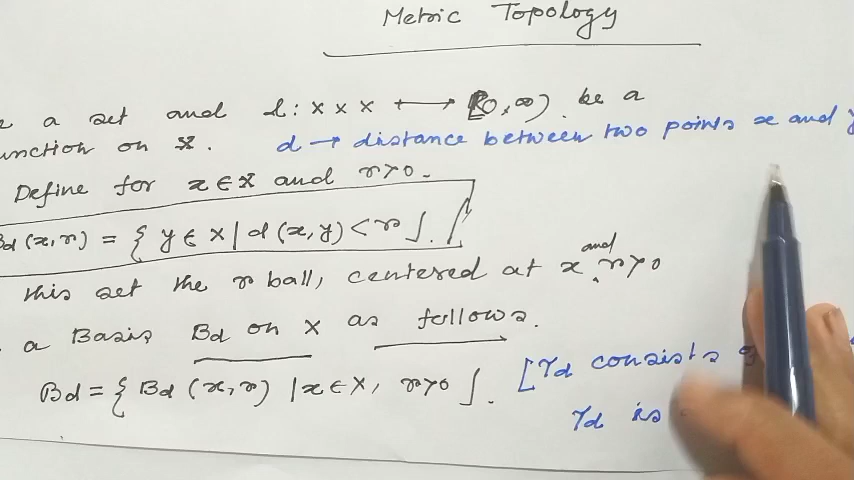 Metric Topology
a set and d: X x X ⟷ [0, ∞). be a
unction on X. d → distance between two points x and y
Define for x ∈ X and r>0.
Bd(x, r) = { y ∈ X | d(x, y) < r }.
this set the r ball, centered at x and r>0
a Basis Bd on X as follows.
Bd = { Bd (x, r) | x ∈ X, r>0 }. [Td consists
Td is